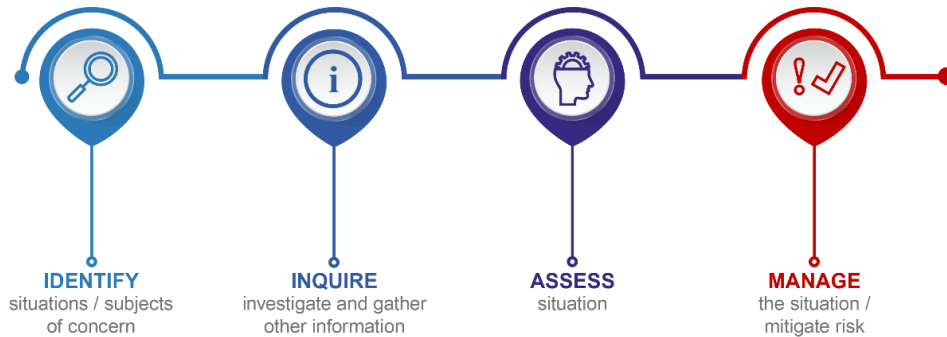 i
IDENTIFY
situations / subjects
of concern
INQUIRE
investigate and gather
other information
ASSESS
situation
MANAGE
the situation /
mitigate risk